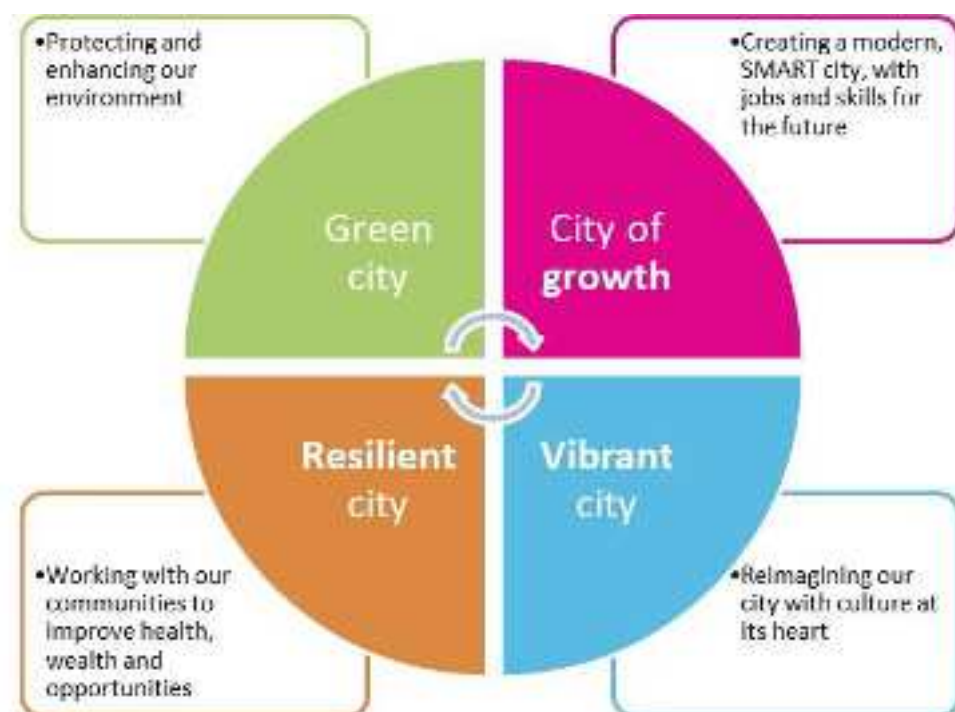 •Protecting and
enhancing our
environment
•Creating a modern,
SMART city, with
jobs and skills for
the future
Green
city
City of
growth
Resilient
city
Vibrant
city
•Working with our
communities to
improve health,
wealth and
opportunities
•Reimagining our
city with culture at
its heart